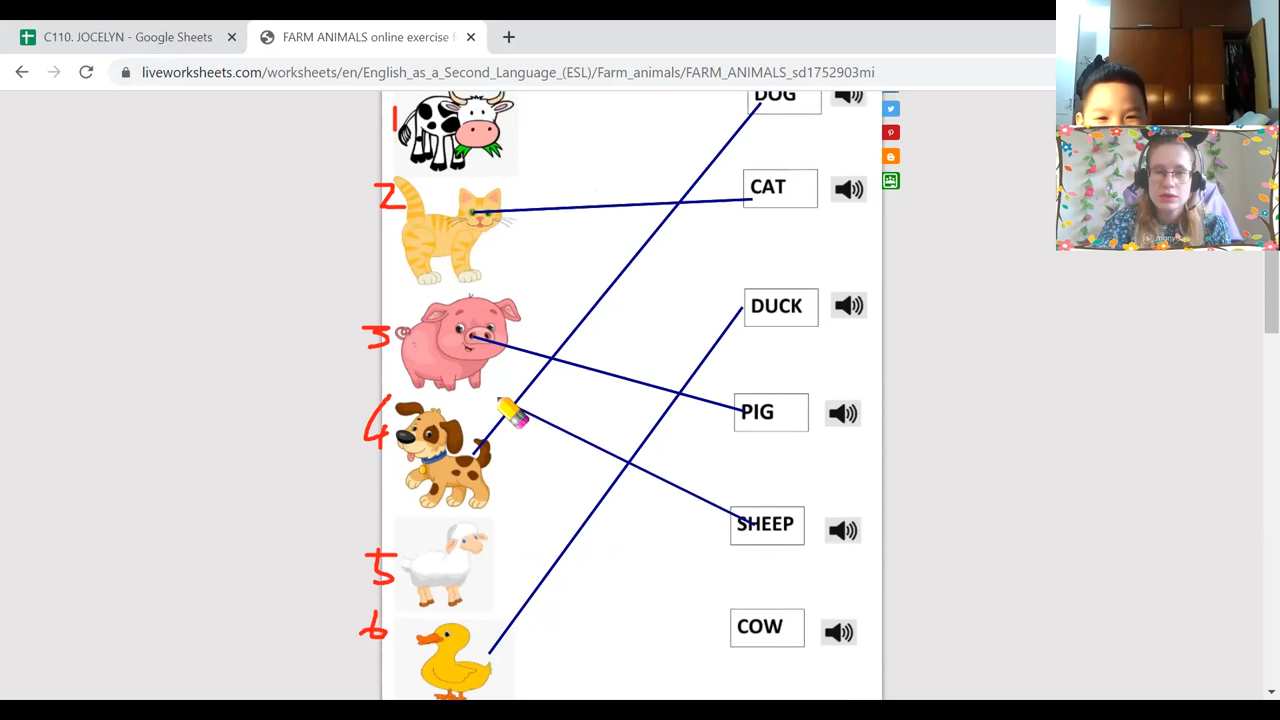 C110. JOCELYN - Google Sheets
FARM ANIMALS online exercise
liveworksheets.com/worksheets/en/English_as_a_Second_Language_(ESL)/Farm_animals/FARM_ANIMALS_sd1752903mi
1
DOG
2
CAT
3
DUCK
4
PIG
5
SHEEP
6
COW